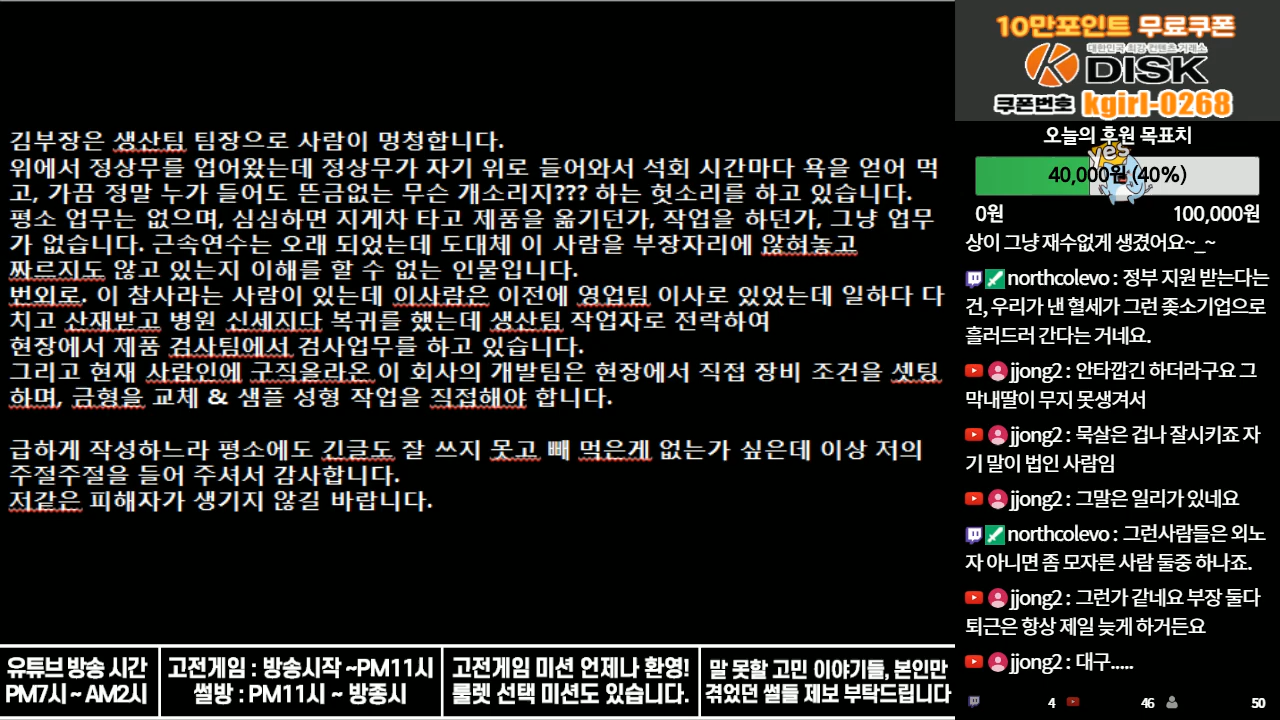 김부장은 생산팀 팀장으로 사람이 멍청합니다.
위에서 정상무를 업어왔는데 정상무가 자기 위로 들어와서 석회 시간마다 욕을 얻어 먹
고, 가끔 정말 누가 들어도 뜬금없는 무슨 개소리지??? 하는 헛소리를 하고 있습니다.
평소 업무는 없으며, 심심하면 지게차 타고 제품을 옮기던가, 작업을 하던가, 그냥 업무
가 없습니다. 근속연수는 오래 되었는데 도대체 이 사람을 부장자리에 않혀놓고
짜르지도 않고 있는지 이해를 할 수 없는 인물입니다.
번외로. 이 참사라는 사람이 있는데 이사람은 이전에 영업팀 이사로 있었는데 일하다 다
치고 산재받고 병원 신세지다 복귀를 했는데 생산팀 작업자로 전락하여
현장에서 제품 검사팀에서 검사업무를 하고 있습니다.
그리고 현재 사람인에 구직올라온 이 회사의 개발팀은 현장에서 직접 장비 조건을 셋팅
하며, 금형을 교체 & 샘플 성형 작업을 직접해야 합니다.
급하게 작성하느라 평소에도 긴글도 잘 쓰지 못고 빼 먹은게 없는가 싶은데 이상 저의
주절주절을 들어 주셔서 감사합니다.
저같은 피해자가 생기지 않길 바랍니다.
10만포인트 무료쿠폰
대한민국 최강 컨텐츠 거래소
K DISK
쿠폰번호 kgirl-0268
오늘의 후원 목표치
yes
40,000원 (40%)
0원 100,000원
상이 그냥 재수없게 생겼어요~_~
northcolevo : 정부 지원 받는다는
건, 우리가 낸 혈세가 그런 좆소기업으로
흘러드러 간다는 거네요.
jjong2 : 안타깝긴 하더라구요 그
막내딸이 무지 못생겨서
jjong2 : 묵살은 겁나 잘시키죠 자
기 말이 법인 사람임
jjong2 : 그말은 일리가 있네요
northcolevo : 그런사람들은 외노
자 아니면 좀 모자른 사람 둘중 하나죠.
jjong2 : 그런가 같네요 부장 둘다
퇴근은 항상 제일 늦게 하거든요
jjong2 : 대구.....
4 46 50
유튜브 방송 시간
PM7시 ~ AM2시
고전게임 : 방송시작 ~PM11시
썰방 : PM11시 ~ 방종시
고전게임 미션 언제나 환영!
룰렛 선택 미션도 있습니다.
말 못할 고민 이야기들, 본인만
겪었던 썰들 제보 부탁드립니다